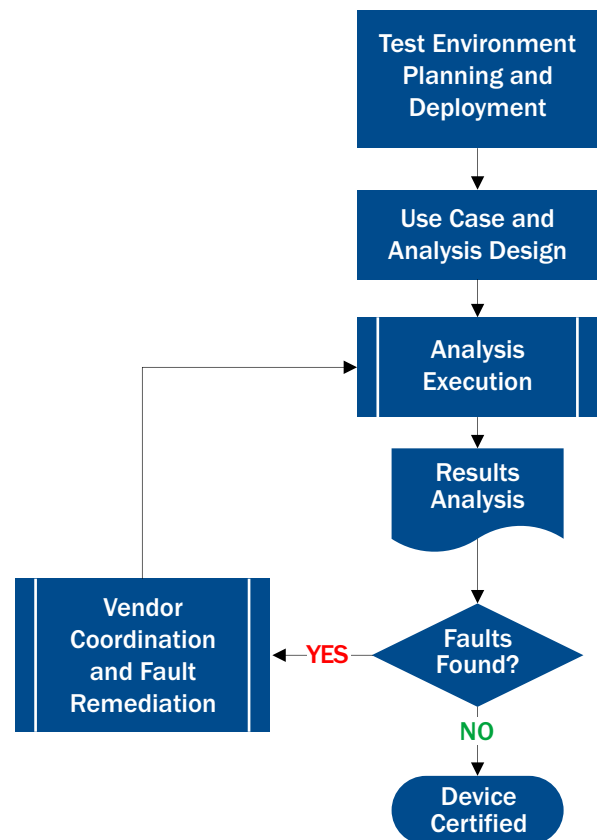 Test Environment
Planning and
Deployment
Use Case and
Analysis Design
Analysis
Execution
Results
Analysis
Vendor
Coordination
and Fault
Remediation
YES
Faults
Found?
NO
Device
Certified